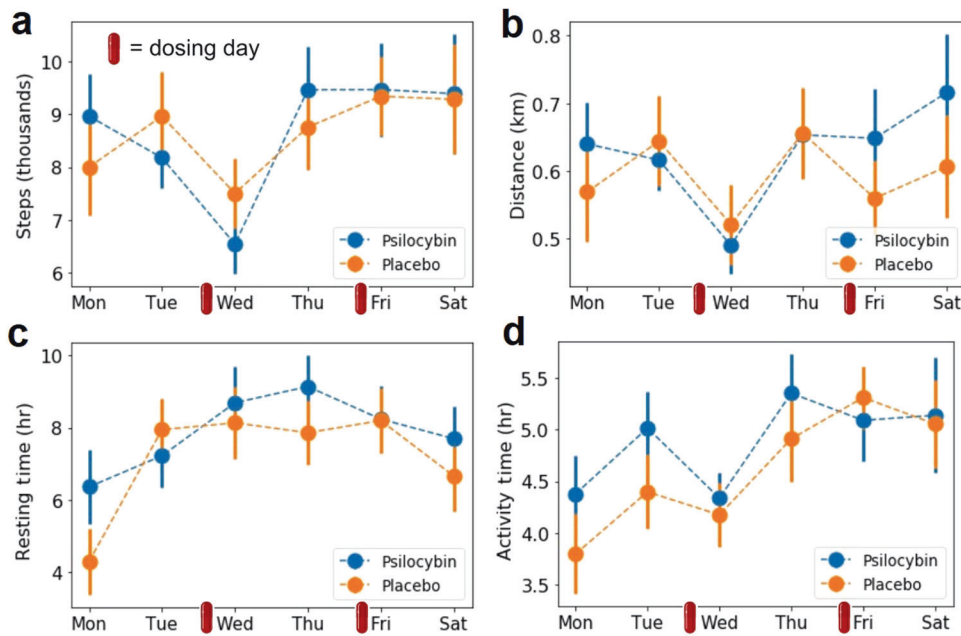 a
= dosing day
Steps (thousands)
10
9
8
7
6
Psilocybin
Placebo
Mon Tue Wed Thu Fri Sat
b
Distance (km)
0.8
0.7
0.6
0.5
Psilocybin
Placebo
Mon Tue Wed Thu Fri Sat
c
Resting time (hr)
10
8
6
4
Psilocybin
Placebo
Mon Tue Wed Thu Fri Sat
d
Activity time (hr)
5.5
5.0
4.5
4.0
3.5
Psilocybin
Placebo
Mon Tue Wed Thu Fri Sat